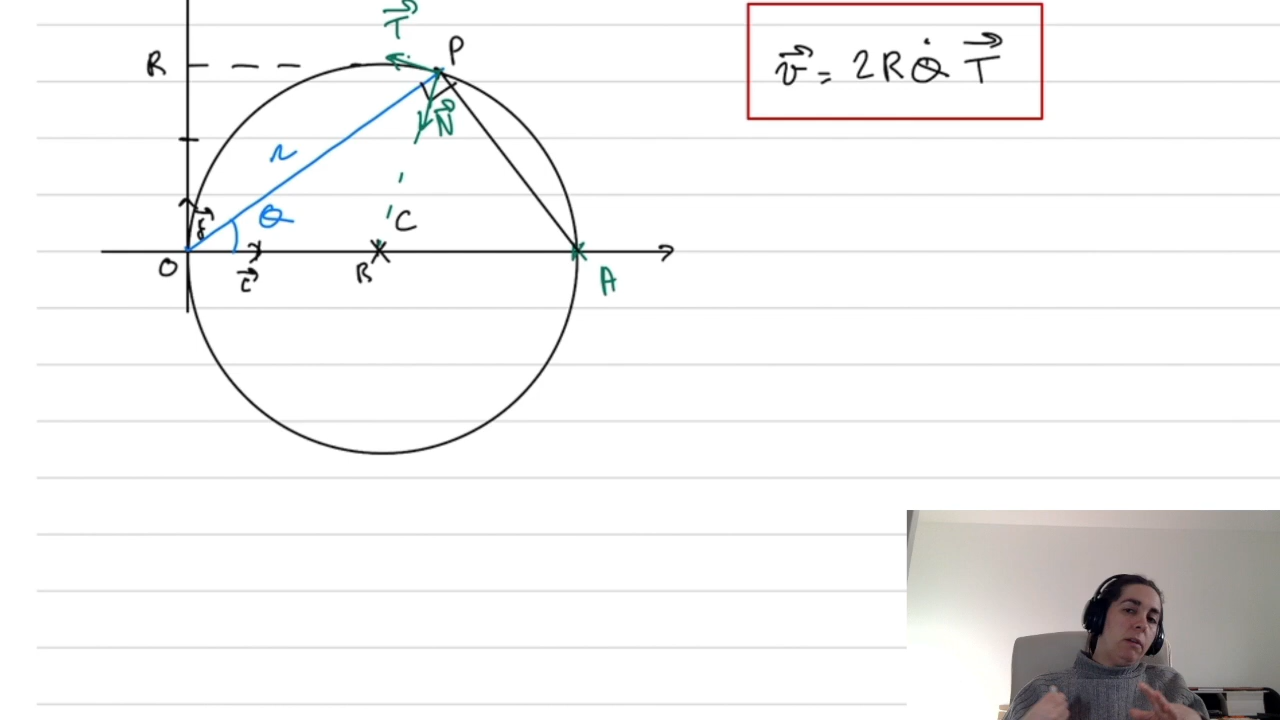 T⃗
P
R
v⃗ = 2Rθ̇ T⃗
N⃗
r
j⃗
θ
C
O
i⃗
R
A